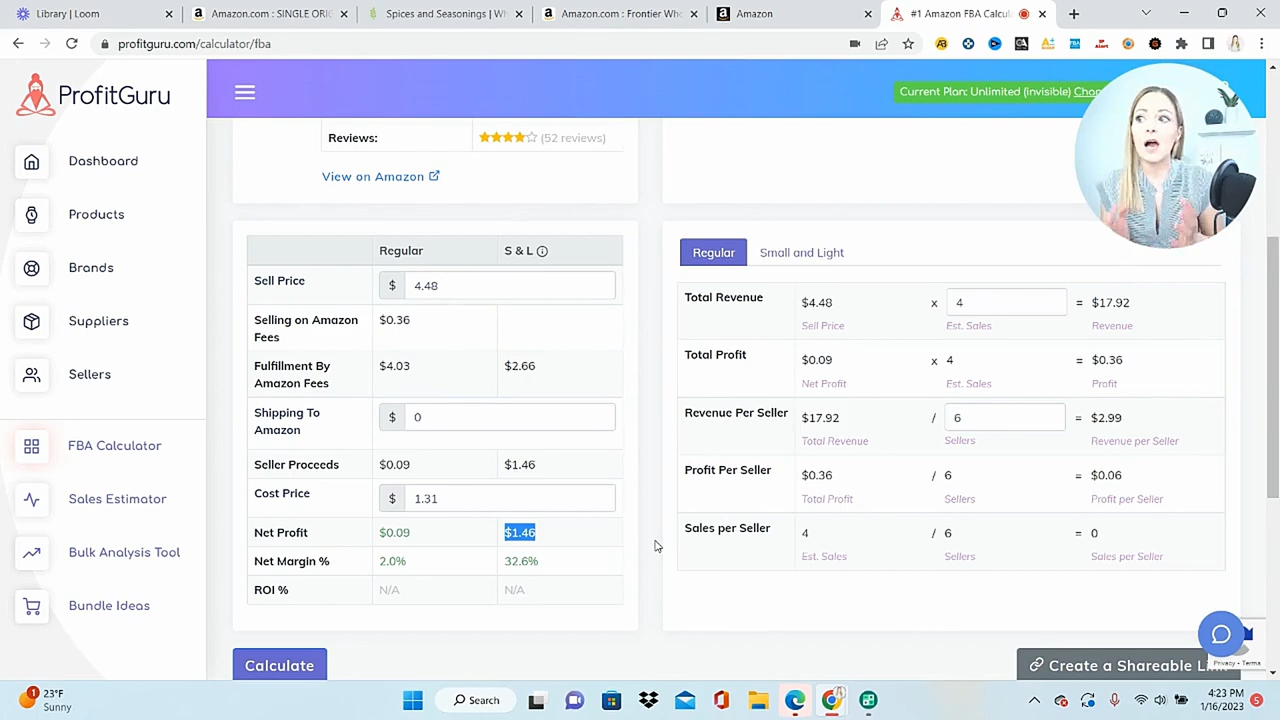 Library | Loom
Amazon.com : SINGLE ORI
Spices and Seasonings | Wh
Amazon.com : Frontier Who
Amazon
#1 Amazon FBA Calcul
profitguru.com/calculator/fba
ProfitGuru
Current Plan: Unlimited (invisible)
Dashboard
Products
Brands
Suppliers
Sellers
FBA Calculator
Sales Estimator
Bulk Analysis Tool
Bundle Ideas
Reviews: (52 reviews)
View on Amazon
Regular S & L
Sell Price $ 4.48
Selling on Amazon Fees $0.36
Fulfillment By Amazon Fees $4.03 $2.66
Shipping To Amazon $ 0
Seller Proceeds $0.09 $1.46
Cost Price $ 1.31
Net Profit $0.09 $1.46
Net Margin % 2.0% 32.6%
ROI % N/A N/A
Calculate
Regular Small and Light
Total Revenue $4.48 x 4 = $17.92
Sell Price Est. Sales Revenue
Total Profit $0.09 x 4 = $0.36
Net Profit Est. Sales Profit
Revenue Per Seller $17.92 / 6 = $2.99
Total Revenue Sellers Revenue per Seller
Profit Per Seller $0.36 / 6 = $0.06
Total Profit Sellers Profit per Seller
Sales per Seller 4 / 6 = 0
Est. Sales Sellers Sales per Seller
Create a Shareable
Privacy - Terms
23°F
Sunny
Search
4:23 PM
1/16/2023